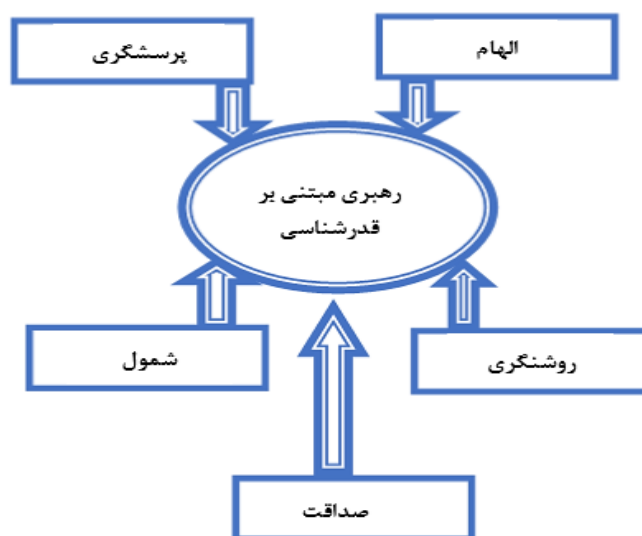 الهام
پرسشگری
رهبری مبتنی بر
قدرشناسی
شمول
روشنگری
صداقت